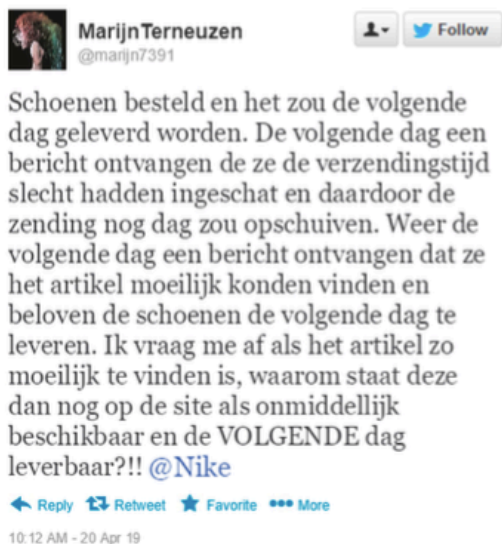 MarijnTerneuzen
@marijn7391
Follow
Schoenen besteld en het zou de volgende
dag geleverd worden. De volgende dag een
bericht ontvangen de ze de verzendingstijd
slecht hadden ingeschat en daardoor de
zending nog dag zou opschuiven. Weer de
volgende dag een bericht ontvangen dat ze
het artikel moeilijk konden vinden en
beloven de schoenen de volgende dag te
leveren. Ik vraag me af als het artikel zo
moeilijk te vinden is, waarom staat deze
dan nog op de site als onmiddellijk
beschikbaar en de VOLGENDE dag
leverbaar?!! @Nike
Reply Retweet Favorite More
10:12 AM - 20 Apr 19